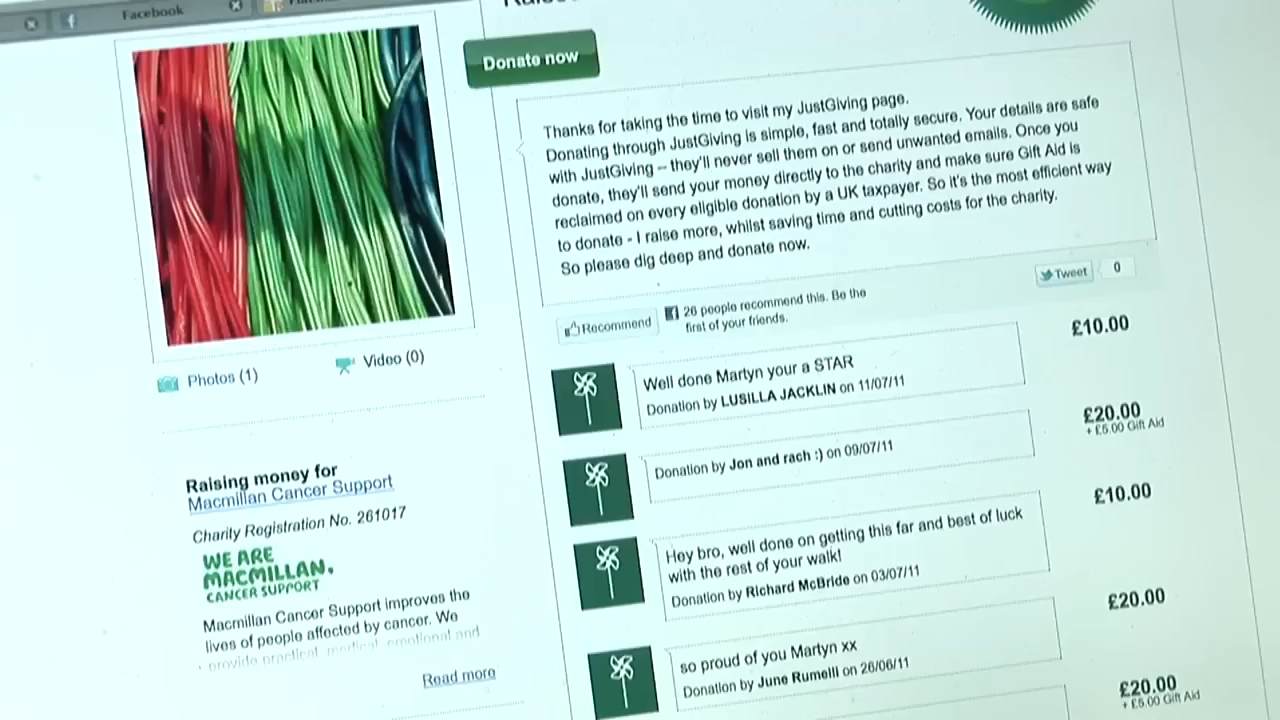 Facebook
Donate now
Thanks for taking the time to visit my JustGiving page.
Donating through JustGiving is simple, fast and totally secure. Your details are safe
with JustGiving – they'll never sell them on or send unwanted emails. Once you
donate, they'll send your money directly to the charity and make sure Gift Aid is
reclaimed on every eligible donation by a UK taxpayer. So it's the most efficient way
to donate - I raise more, whilst saving time and cutting costs for the charity.
So please dig deep and donate now.
Recommend
26 people recommend this. Be the
first of your friends.
Tweet
0
Photos (1)
Video (0)
Raising money for
Macmillan Cancer Support
Charity Registration No. 261017
WE ARE
MACMILLAN.
CANCER SUPPORT
Macmillan Cancer Support improves the
lives of people affected by cancer. We
provide practical, medical, emotional and
Read more
£10.00
Well done Martyn your a STAR
Donation by LUSILLA JACKLIN on 11/07/11
£20.00
+ £5.00 Gift Aid
Donation by Jon and rach :) on 09/07/11
£10.00
Hey bro, well done on getting this far and best of luck
with the rest of your walk!
Donation by Richard McBride on 03/07/11
£20.00
so proud of you Martyn xx
Donation by June Rumelli on 26/06/11
£20.00
+ £5.00 Gift Aid